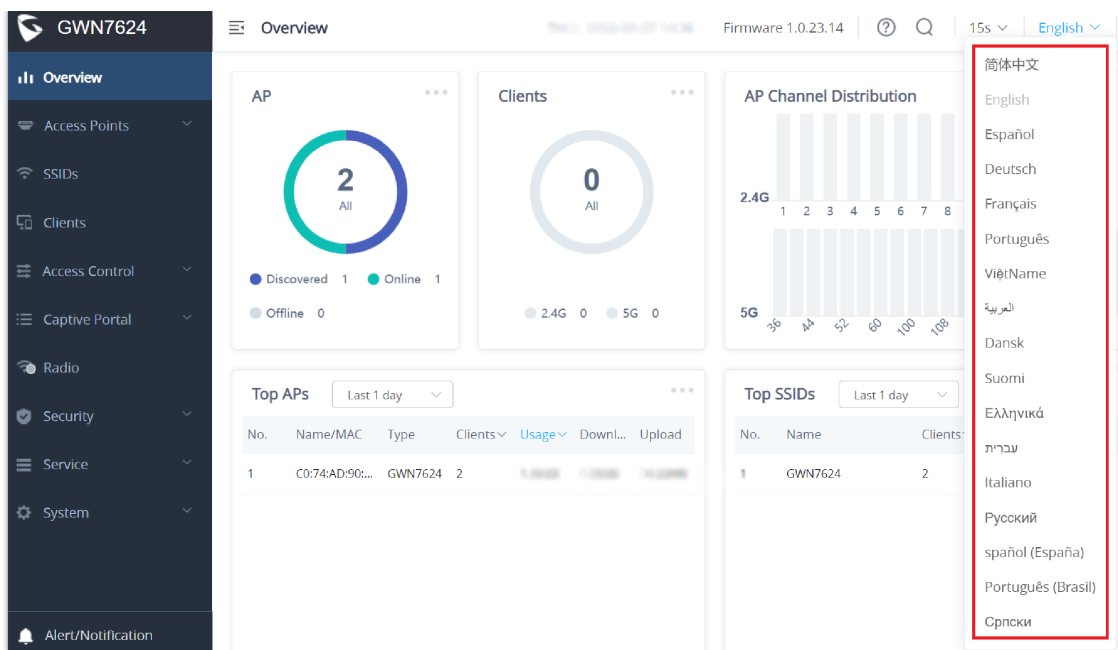 GWN7624
Overview
Firmware 1.0.23.14
15s
English
Overview
Access Points
SSIDs
Clients
Access Control
Captive Portal
Radio
Security
Service
System
Alert/Notification
AP
2
All
Discovered 1 Online 1
Offline 0
Clients
0
All
2.4G 0 5G 0
AP Channel Distribution
2.4G
1 2 3 4 5 6 7 8
5G
36 44 52 60 100 108
Top APs Last 1 day
No. Name/MAC Type Clients Usage Downl... Upload
1 C0:74:AD:90:... GWN7624 2
Top SSIDs Last 1 day
No. Name Clients
1 GWN7624 2
简体中文
English
Español
Deutsch
Français
Português
ViệtName
العربية
Dansk
Suomi
Ελληνικά
עברית
Italiano
Русский
spañol (España)
Português (Brasil)
Српски